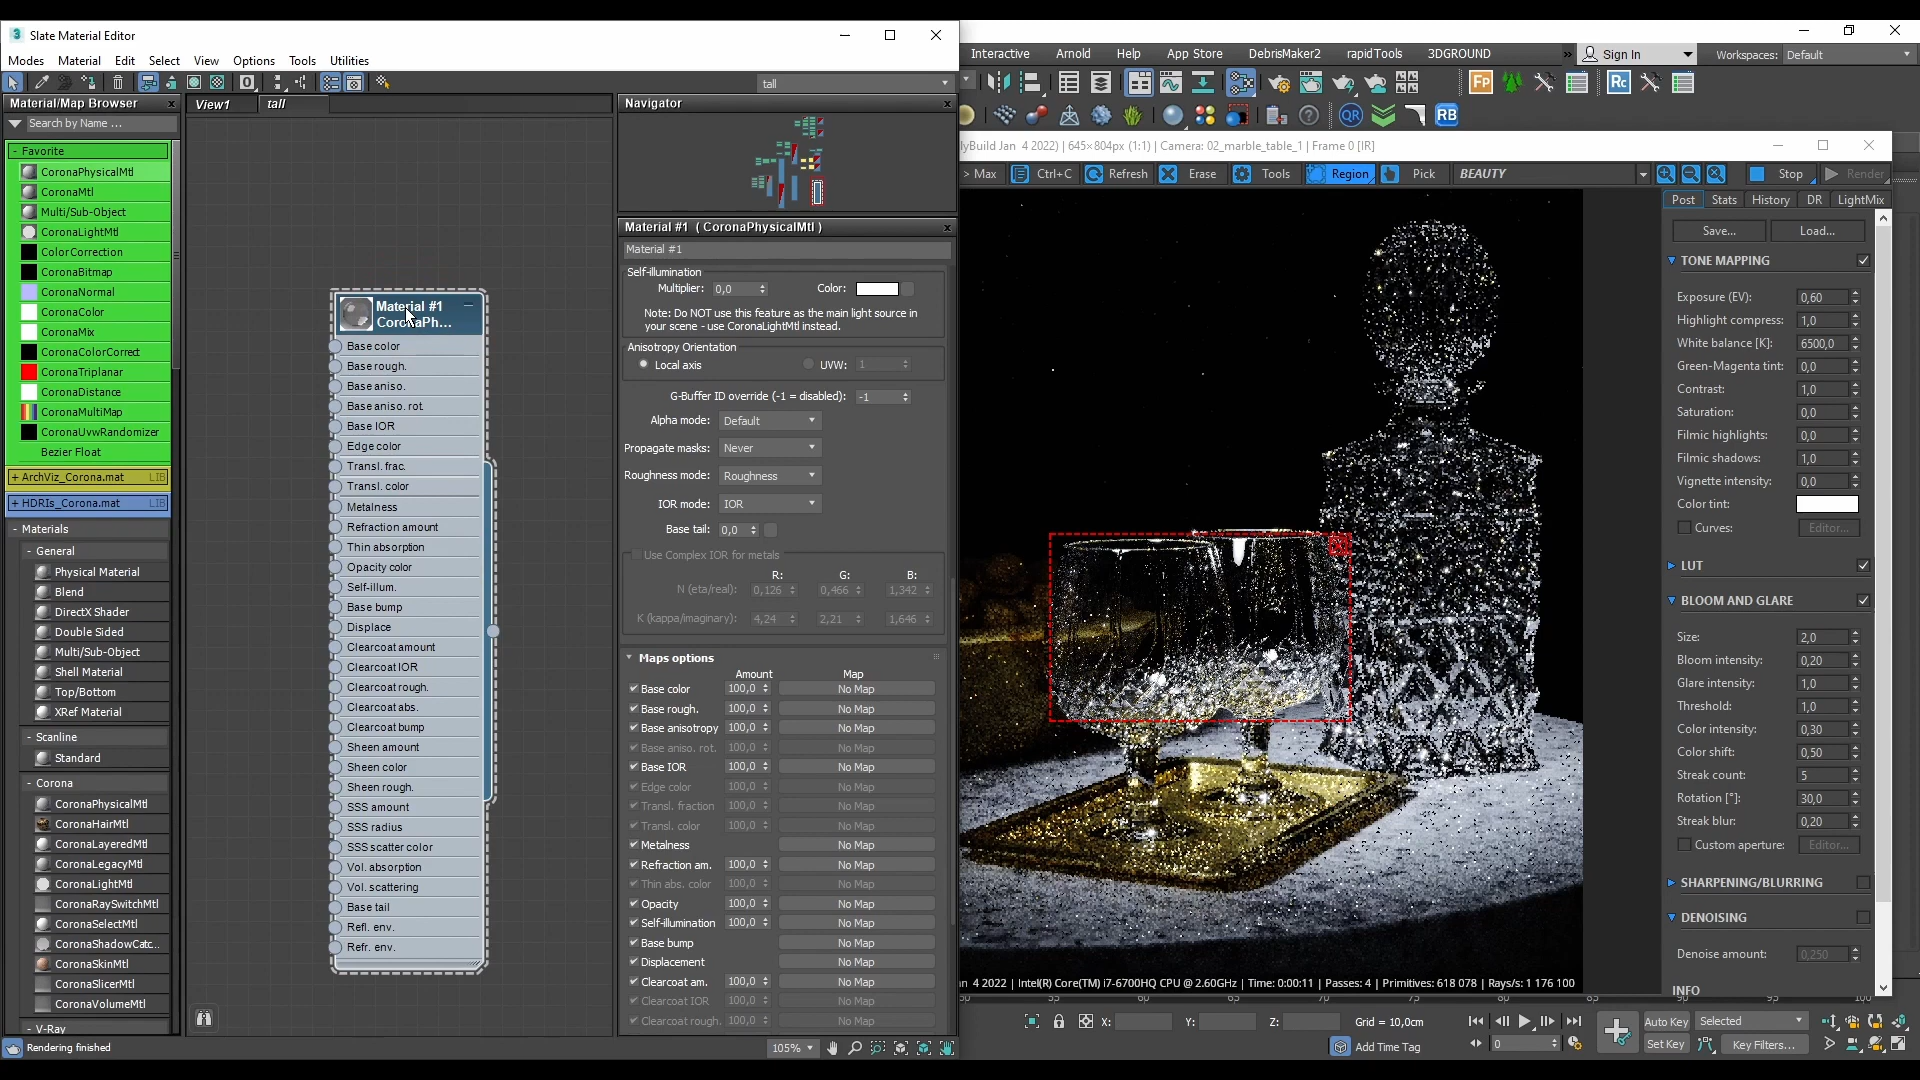 Slate Material Editor
Modes Material Edit Select View Options Tools Utilities
tall
Interactive Arnold Help App Store DebrisMaker2 rapidTools 3DGROUND » Sign In Workspaces: Default
FP Rc
QR RB
Material/Map Browser
View1 tall
Search by Name ...
- Favorite
CoronaPhysicalMtl
CoronaMtl
Multi/Sub-Object
CoronaLightMtl
ColorCorrection
CoronaBitmap
CoronaNormal
CoronaColor
CoronaMix
CoronaColorCorrect
CoronaTriplanar
CoronaDistance
CoronaMultiMap
CoronaUvwRandomizer
Bezier Float
+ ArchViz_Corona.mat LIB
+ HDRIs_Corona.mat LIB
- Materials
- General
Physical Material
Blend
DirectX Shader
Double Sided
Multi/Sub-Object
Shell Material
Top/Bottom
XRef Material
- Scanline
Standard
- Corona
CoronaPhysicalMtl
CoronaHairMtl
CoronaLayeredMtl
CoronaLegacyMtl
CoronaLightMtl
CoronaRaySwitchMtl
CoronaSelectMtl
CoronaShadowCatc...
CoronaSkinMtl
CoronaSlicerMtl
CoronaVolumeMtl
- V-Ray
Rendering finished
Material #1
CoronaPh...
Base color
Base rough.
Base aniso.
Base aniso. rot.
Base IOR
Edge color
Transl. frac.
Transl. color
Metalness
Refraction amount
Thin absorption
Opacity color
Self-illum.
Base bump
Displace
Clearcoat amount
Clearcoat IOR
Clearcoat rough.
Clearcoat abs.
Clearcoat bump
Sheen amount
Sheen color
Sheen rough.
SSS amount
SSS radius
SSS scatter color
Vol. absorption
Vol. scattering
Base tail
Refl. env.
Refr. env.
105%
Navigator
Material #1 ( CoronaPhysicalMtl )
Material #1
Self-illumination
Multiplier: 0,0 Color:
Note: Do NOT use this feature as the main light source in
your scene - use CoronaLightMtl instead.
Anisotropy Orientation
Local axis UVW: 1
G-Buffer ID override (-1 = disabled): -1
Alpha mode: Default
Propagate masks: Never
Roughness mode: Roughness
IOR mode: IOR
Base tail: 0,0
Use Complex IOR for metals
R: G: B:
N (eta/real): 0,126 0,466 1,342
K (kappa/imaginary): 4,24 2,21 1,646
Maps options
Amount Map
Base color 100,0 No Map
Base rough. 100,0 No Map
Base anisotropy 100,0 No Map
Base aniso. rot. 100,0 No Map
Base IOR 100,0 No Map
Edge color 100,0 No Map
Transl. fraction 100,0 No Map
Transl. color 100,0 No Map
Metalness No Map
Refraction am. 100,0 No Map
Thin abs. color 100,0 No Map
Opacity 100,0 No Map
Self-illumination 100,0 No Map
Base bump No Map
Displacement No Map
Clearcoat am. 100,0 No Map
Clearcoat IOR 100,0 No Map
Clearcoat rough. 100,0 No Map
lyBuild Jan 4 2022) | 645×804px (1:1) | Camera: 02_marble_table_1 | Frame 0 [IR]
> Max Ctrl+C Refresh Erase Tools Region Pick BEAUTY Stop Render
Post Stats History DR LightMix
Save... Load...
TONE MAPPING
Exposure (EV): 0,60
Highlight compress: 1,0
White balance [K]: 6500,0
Green-Magenta tint: 0,0
Contrast: 1,0
Saturation: 0,0
Filmic highlights: 0,0
Filmic shadows: 1,0
Vignette intensity: 0,0
Color tint:
Curves: Editor...
LUT
BLOOM AND GLARE
Size: 2,0
Bloom intensity: 0,20
Glare intensity: 1,0
Threshold: 1,0
Color intensity: 0,30
Color shift: 0,50
Streak count: 5
Rotation [°]: 30,0
Streak blur: 0,20
Custom aperture: Editor...
SHARPENING/BLURRING
DENOISING
Denoise amount: 0,250
INFO
an 4 2022 | Intel(R) Core(TM) i7-6700HQ CPU @ 2.60GHz | Time: 0:00:11 | Passes: 4 | Primitives: 618 078 | Rays/s: 1 176 100
50 55 60 65 70 75 80 85 90 95 100
X: Y: Z: Grid = 10,0cm Auto Key Selected
Add Time Tag 0 Set Key Key Filters...